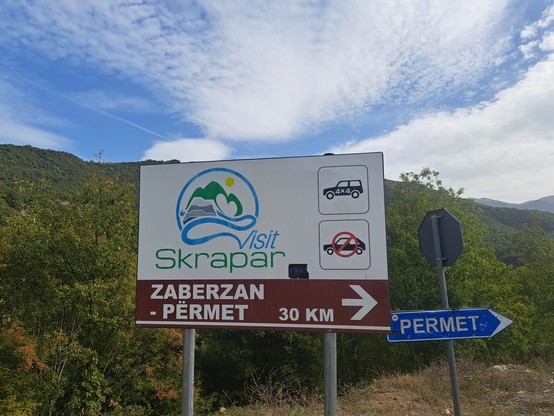 4x4
Visit
Skrapar
ZABERZAN
- PËRMET 30 KM
PERMET